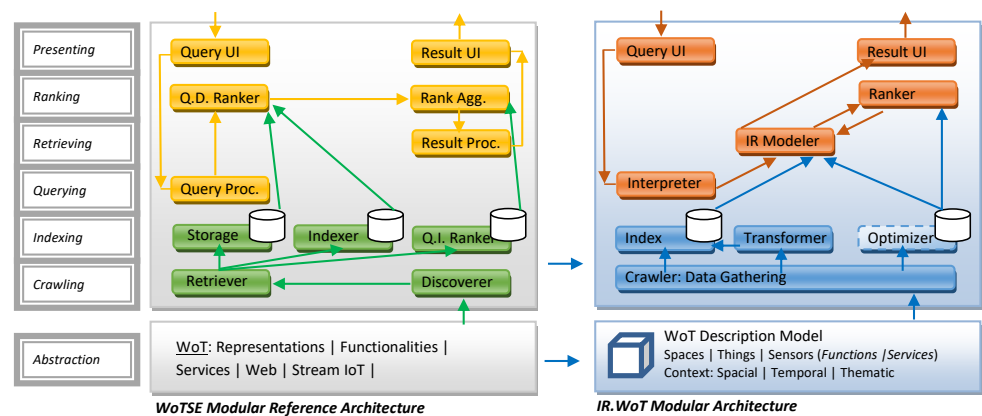 Presenting
Ranking
Retrieving
Querying
Indexing
Crawling
Abstraction
Query UI
Result UI
Q.D. Ranker
Rank Agg.
Result Proc.
Query Proc.
Storage
Indexer
Q.I. Ranker
Retriever
Discoverer
WoT: Representations | Functionalities |
Services | Web | Stream IoT |
WoTSE Modular Reference Architecture
Query UI
Result UI
Ranker
IR Modeler
Interpreter
Index
Transformer
Optimizer
Crawler: Data Gathering
WoT Description Model
Spaces | Things | Sensors (Functions |Services)
Context: Spacial | Temporal | Thematic
IR.WoT Modular Architecture